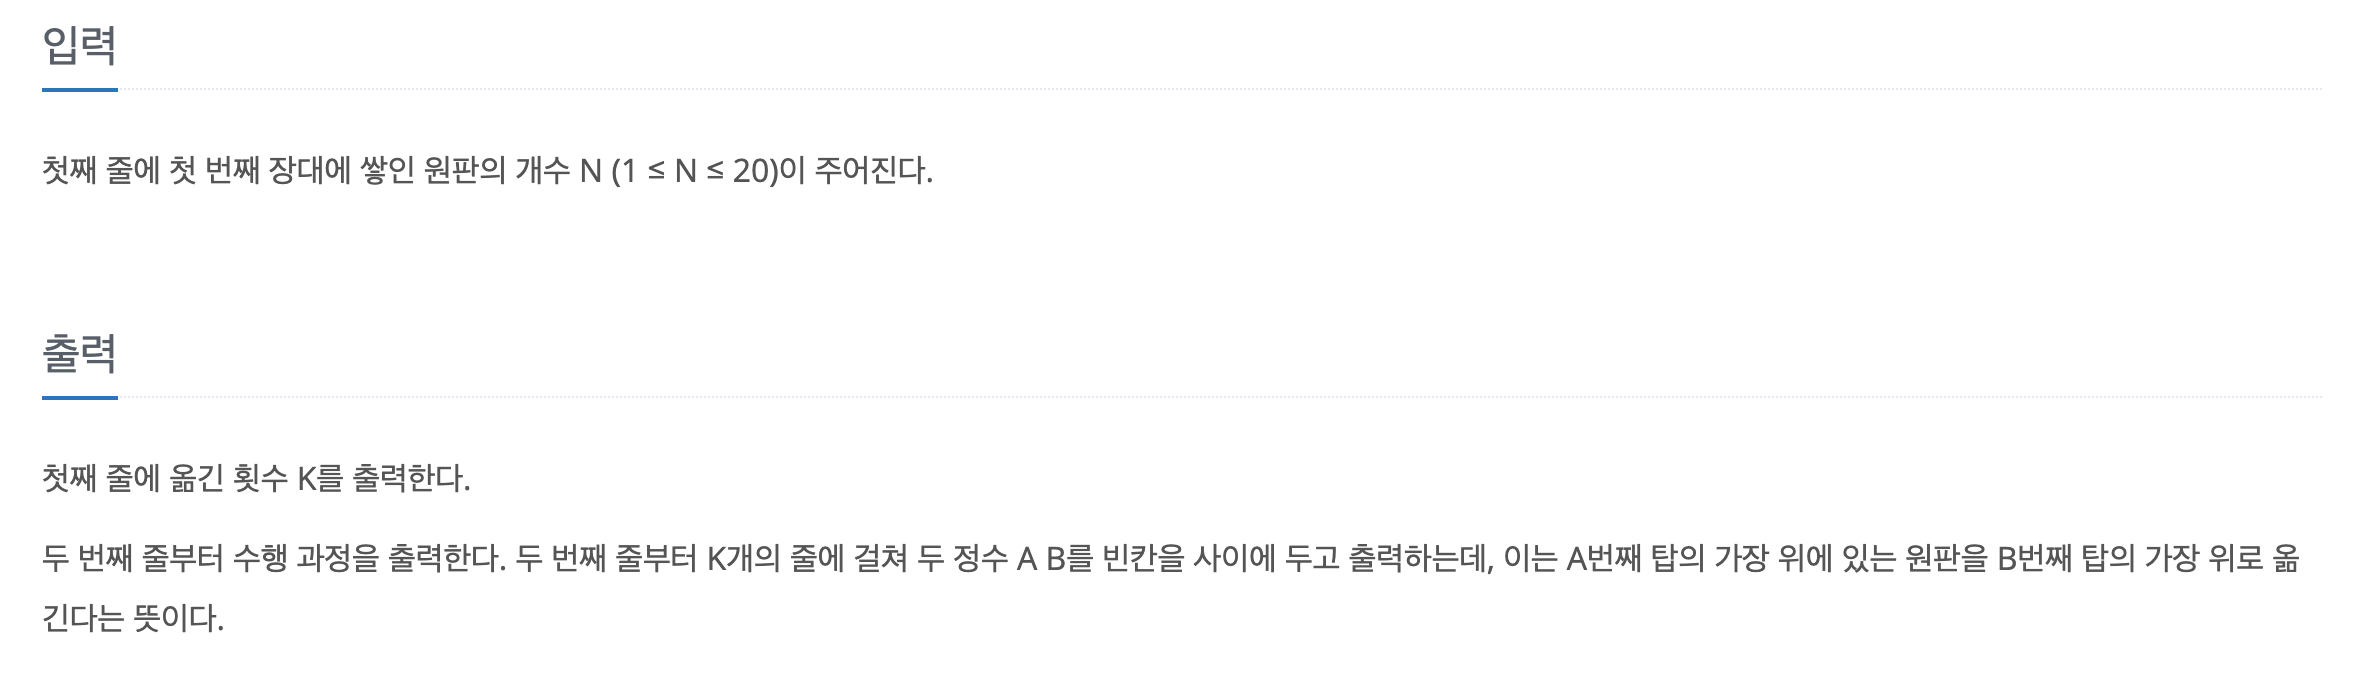 입력
첫째 줄에 첫 번째 장대에 쌓인 원판의 개수 N (1 ≤ N ≤ 20)이 주어진다.
출력
첫째 줄에 옮긴 횟수 K를 출력한다.
두 번째 줄부터 수행 과정을 출력한다. 두 번째 줄부터 K개의 줄에 걸쳐 두 정수 A B를 빈칸을 사이에 두고 출력하는데, 이는 A번째 탑의 가장 위에 있는 원판을 B번째 탑의 가장 위로 옮
긴다는 뜻이다.